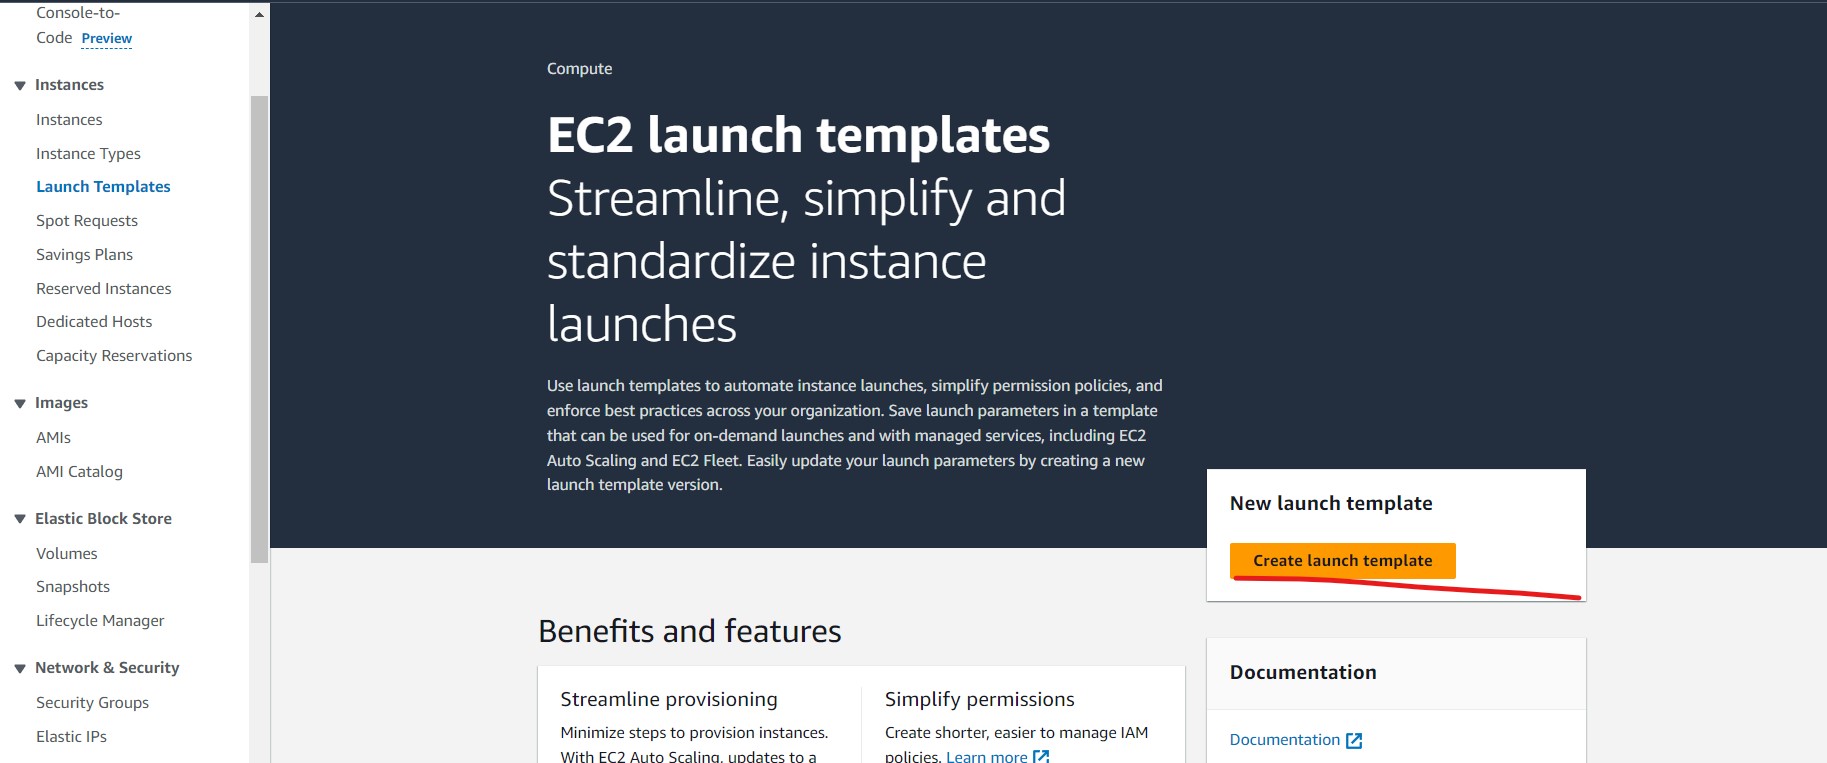 Console-to-
Code Preview
Instances
Instances
Instance Types
Launch Templates
Spot Requests
Savings Plans
Reserved Instances
Dedicated Hosts
Capacity Reservations
Images
AMIs
AMI Catalog
Elastic Block Store
Volumes
Snapshots
Lifecycle Manager
Network & Security
Security Groups
Elastic IPs
Compute
EC2 launch templates
Streamline, simplify and
standardize instance
launches
Use launch templates to automate instance launches, simplify permission policies, and
enforce best practices across your organization. Save launch parameters in a template
that can be used for on-demand launches and with managed services, including EC2
Auto Scaling and EC2 Fleet. Easily update your launch parameters by creating a new
launch template version.
New launch template
Create launch template
Benefits and features
Streamline provisioning
Minimize steps to provision instances.
With EC2 Auto Scaling, updates to a
Simplify permissions
Create shorter, easier to manage IAM
policies. Learn more
Documentation
Documentation